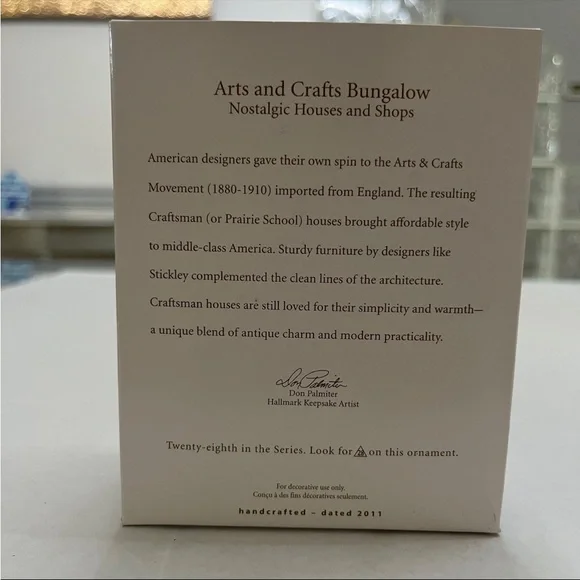 Arts and Crafts Bungalow
Nostalgic Houses and Shops
American designers gave their own spin to the Arts & Crafts
Movement (1880-1910) imported from England. The resulting
Craftsman (or Prairie School) houses brought affordable style
to middle-class America. Sturdy furniture by designers like
Stickley complemented the clean lines of the architecture.
Craftsman houses are still loved for their simplicity and warmth—
a unique blend of antique charm and modern practicality.
Don Palmiter
Don Palmiter
Hallmark Keepsake Artist
Twenty-eighth in the Series. Look for 28 on this ornament.
For decorative use only.
Conçu à des fins décoratives seulement.
handcrafted – dated 2011